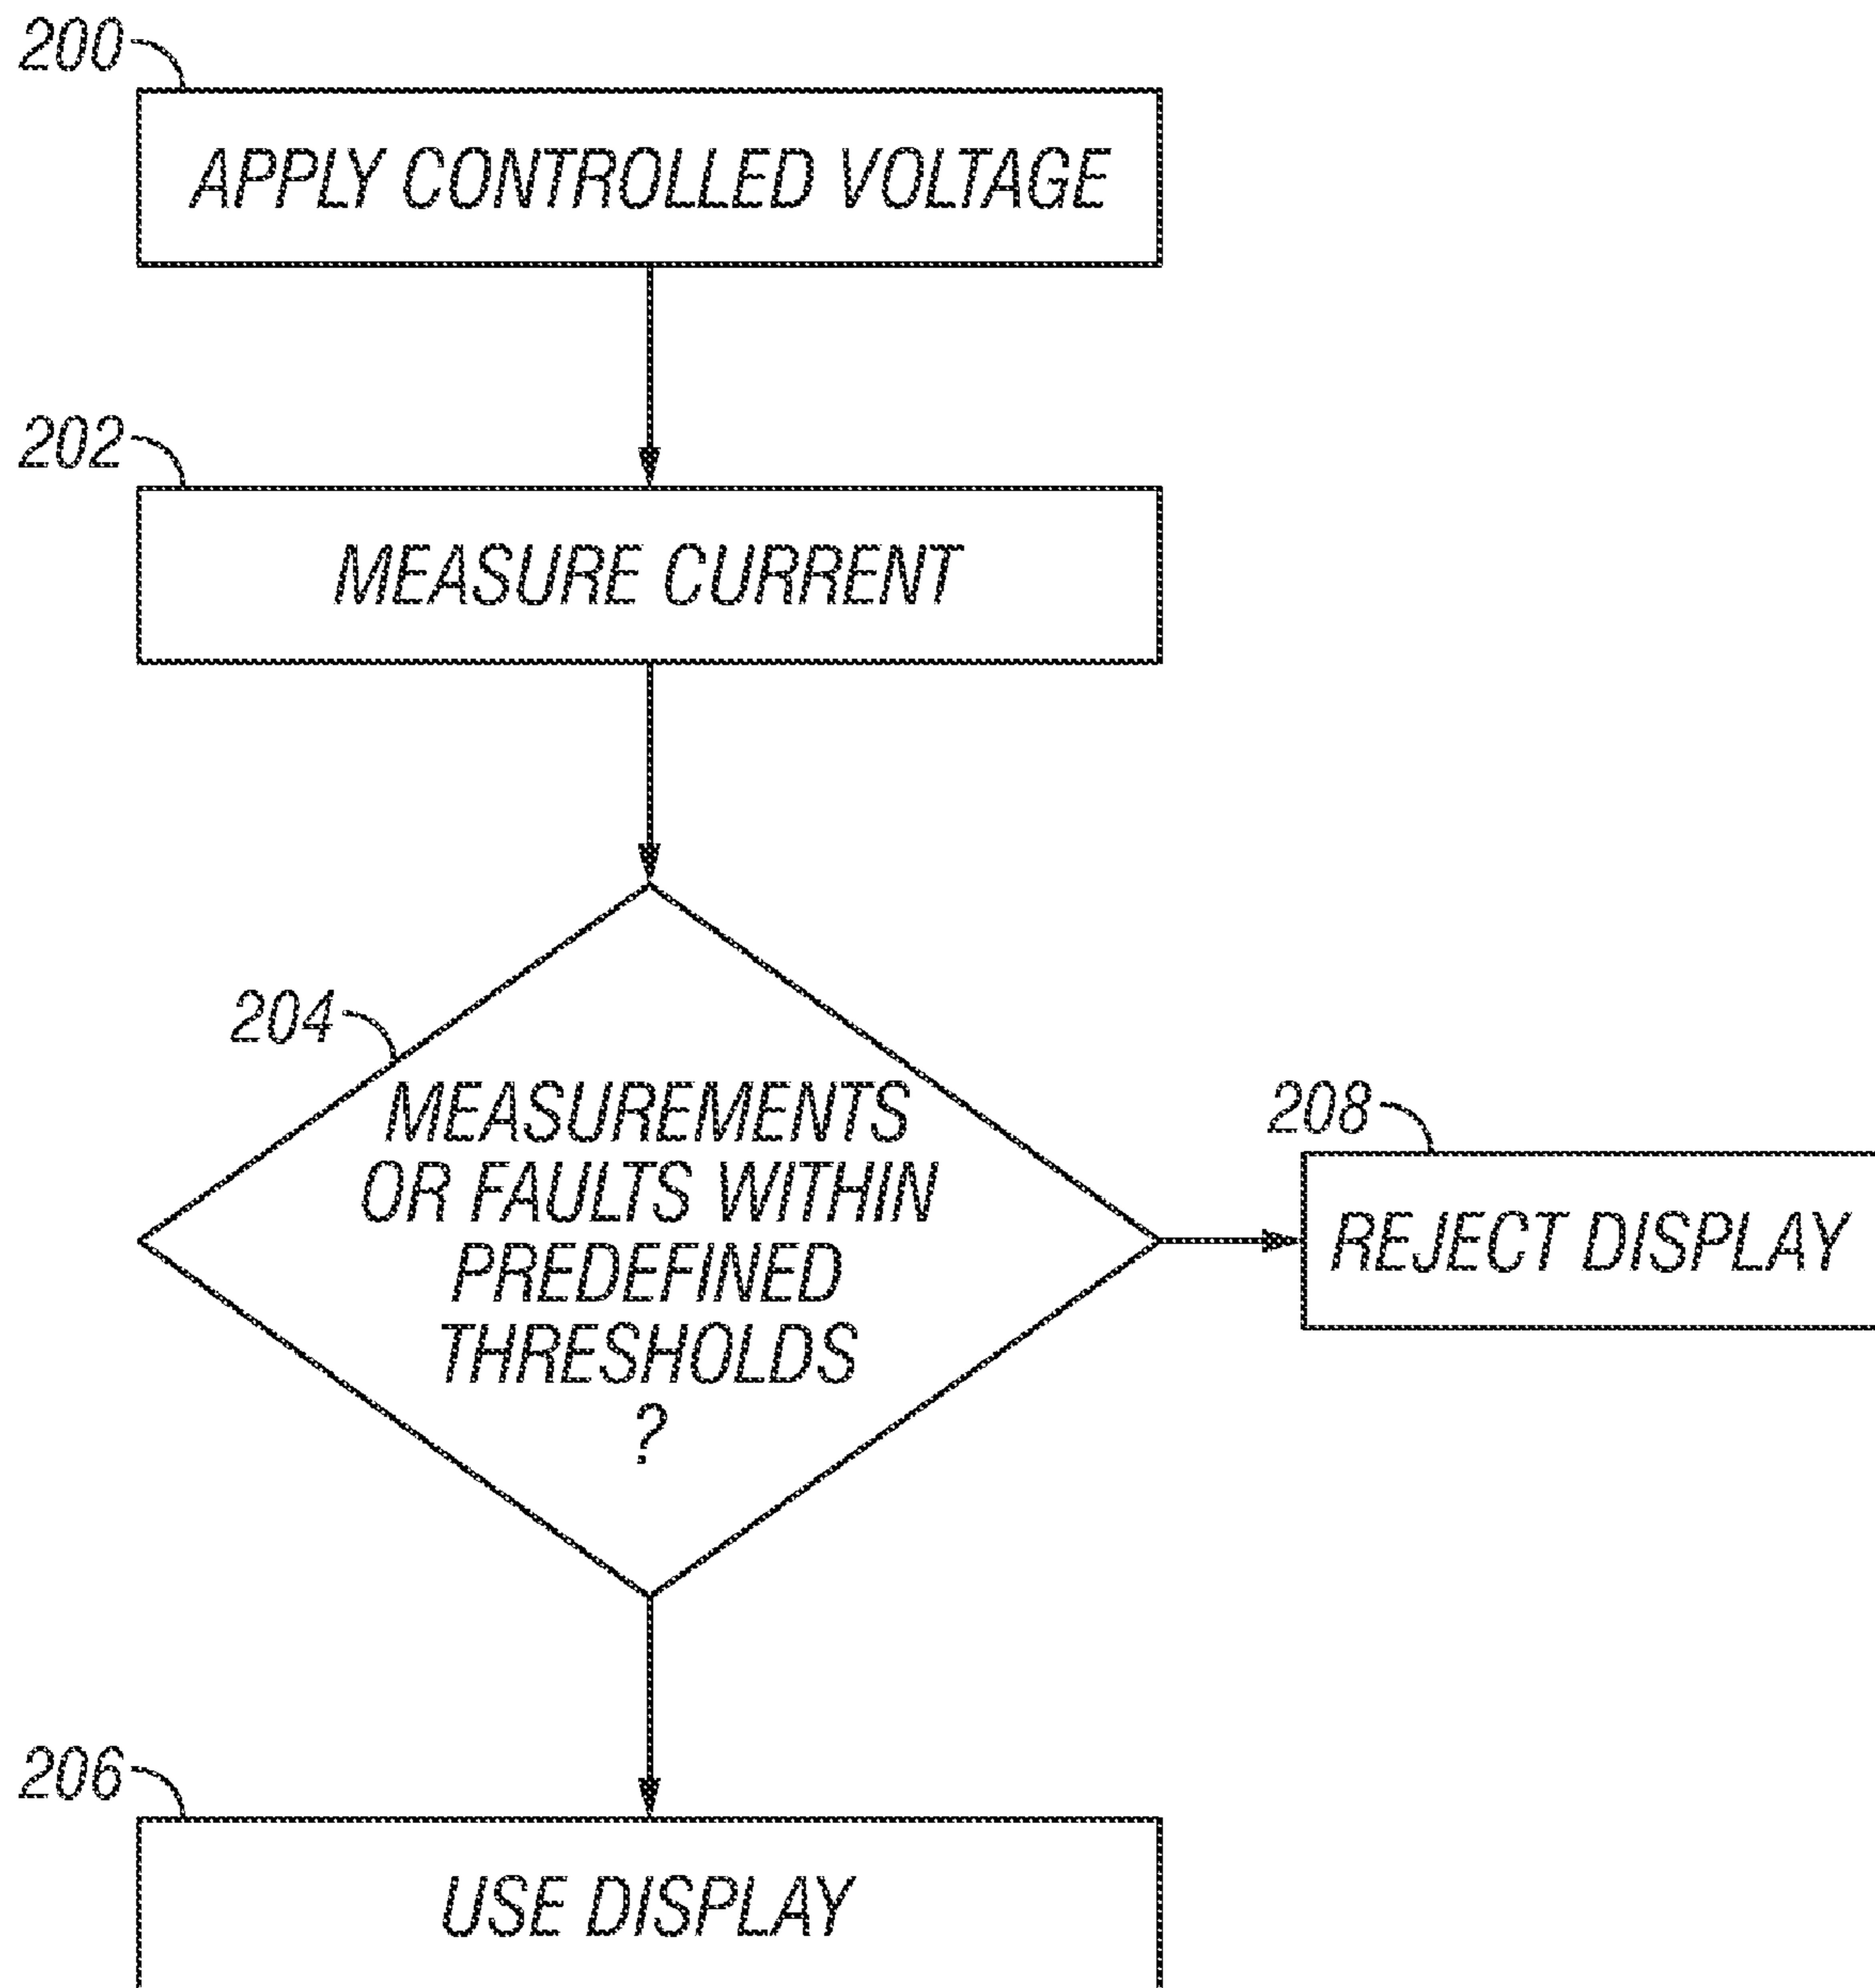 200
APPLY CONTROLLED VOLTAGE
202
MEASURE CURRENT
204
MEASUREMENTS
OR FAULTS WITHIN
PREDEFINED
THRESHOLDS
?
208
REJECT DISPLAY
206
USE DISPLAY